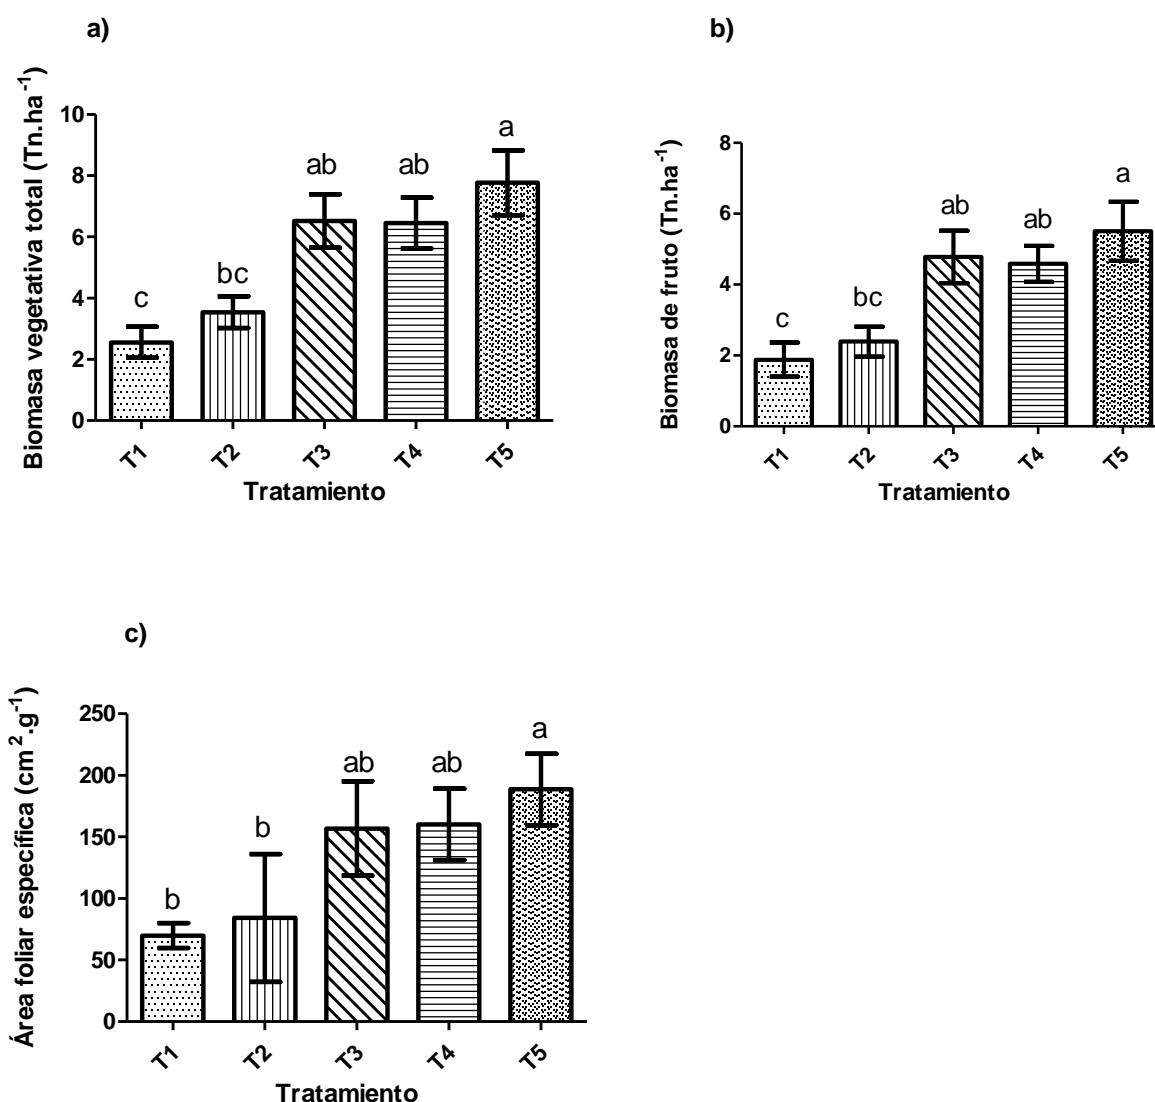 a)
Biomasa vegetativa total (Tn.ha⁻¹)
10
8
6
4
2
0
c
bc
ab
ab
a
T1
T2
T3
T4
T5
Tratamiento
b)
Biomasa de fruto (Tn.ha⁻¹)
8
6
4
2
0
c
bc
ab
ab
a
T1
T2
T3
T4
T5
Tratamiento
c)
Área foliar específica (cm².g⁻¹)
250
200
150
100
50
0
b
b
ab
ab
a
T1
T2
T3
T4
T5
Tratamiento